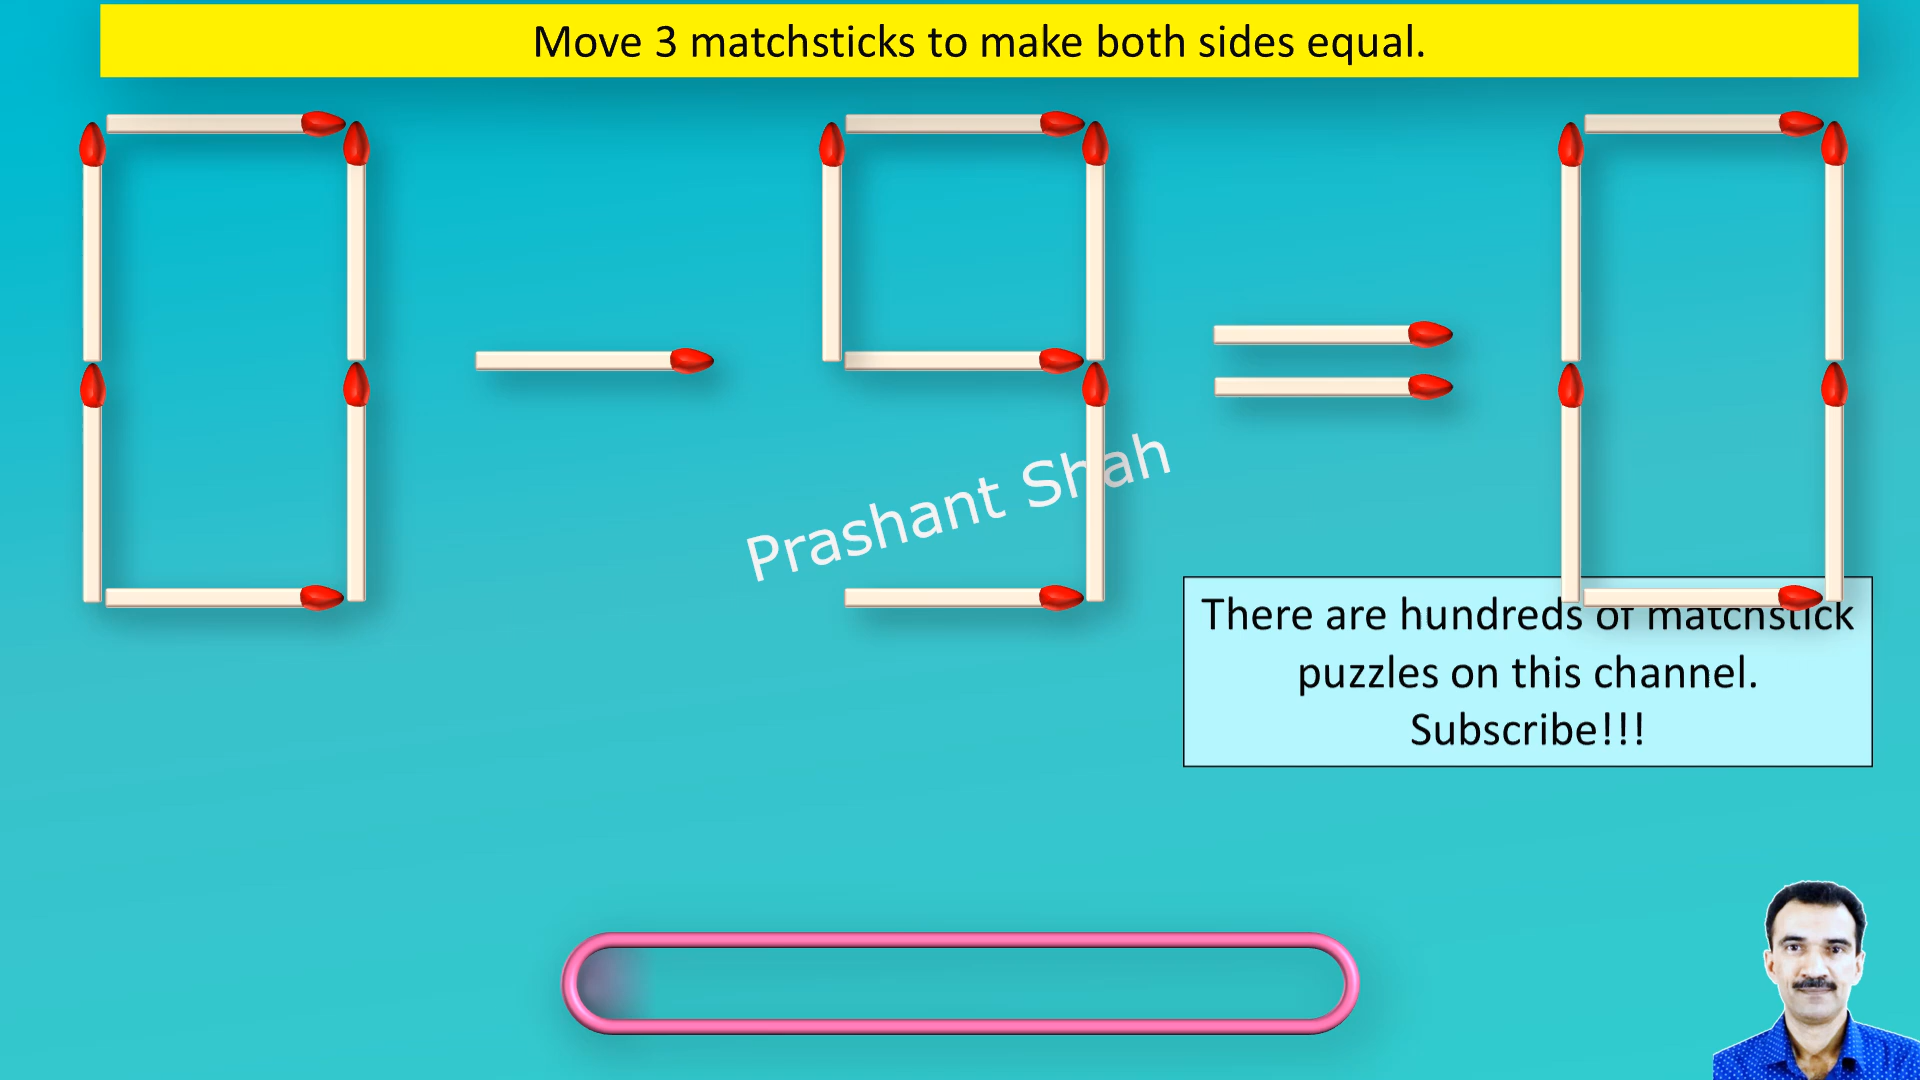 Move 3 matchsticks to make both sides equal.
Prashant Shah
There are hundreds of matchstick
puzzles on this channel.
Subscribe!!!